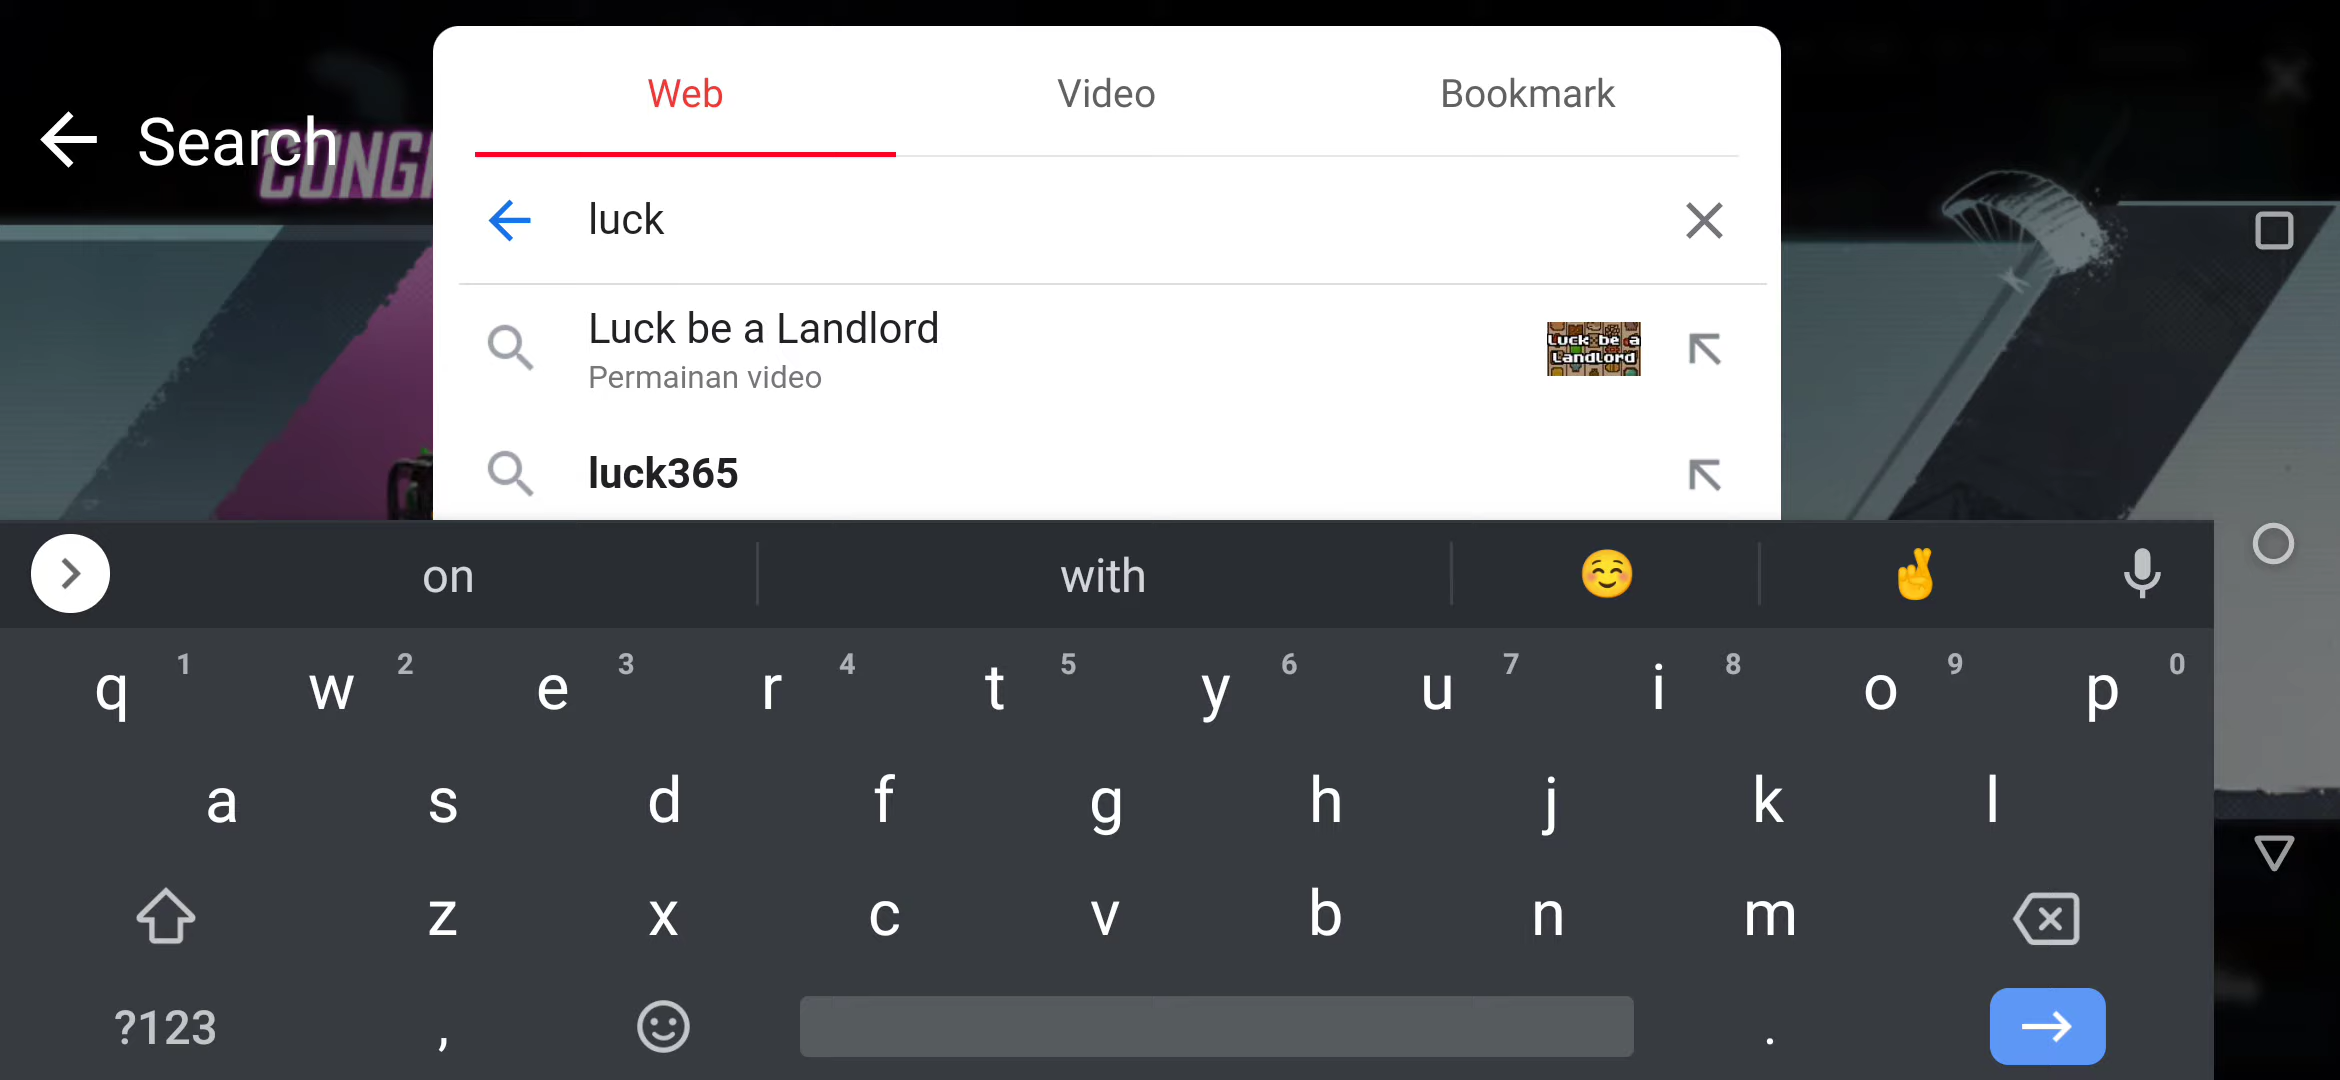 Web
Video
Bookmark
Search
CONG
luck
Luck be a Landlord
Permainan video
Luck be a
Landlord
luck365
on
with
q 1 w 2 e 3 r 4 t 5 y 6 u 7 i 8 o 9 p 0
a s d f g h j k l
z x c v b n m
?123 , .